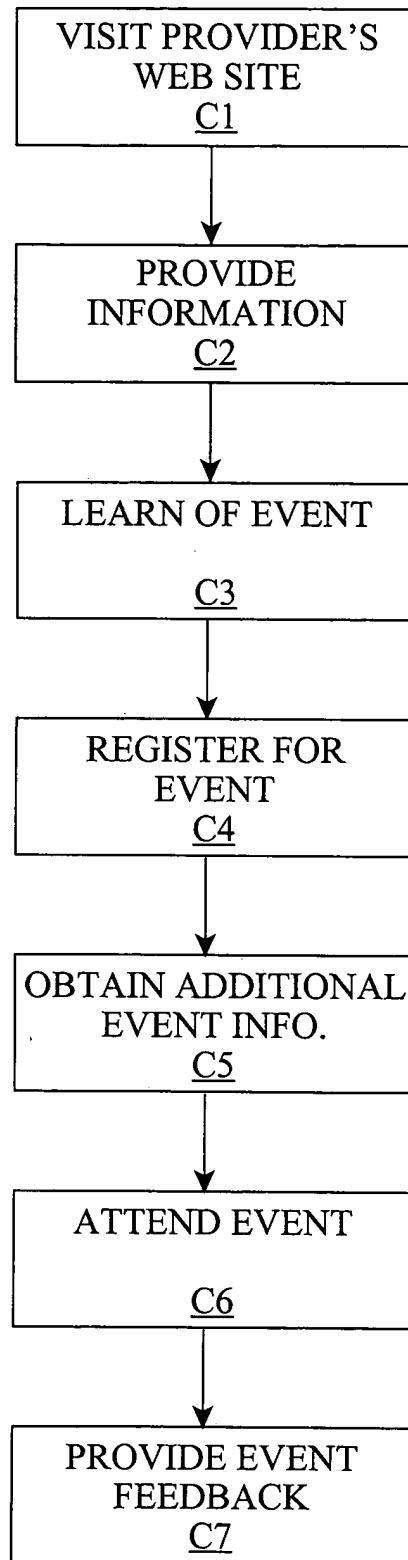 VISIT PROVIDER'S
WEB SITE
C1
PROVIDE
INFORMATION
C2
LEARN OF EVENT
C3
REGISTER FOR
EVENT
C4
OBTAIN ADDITIONAL
EVENT INFO.
C5
ATTEND EVENT
C6
PROVIDE EVENT
FEEDBACK
C7